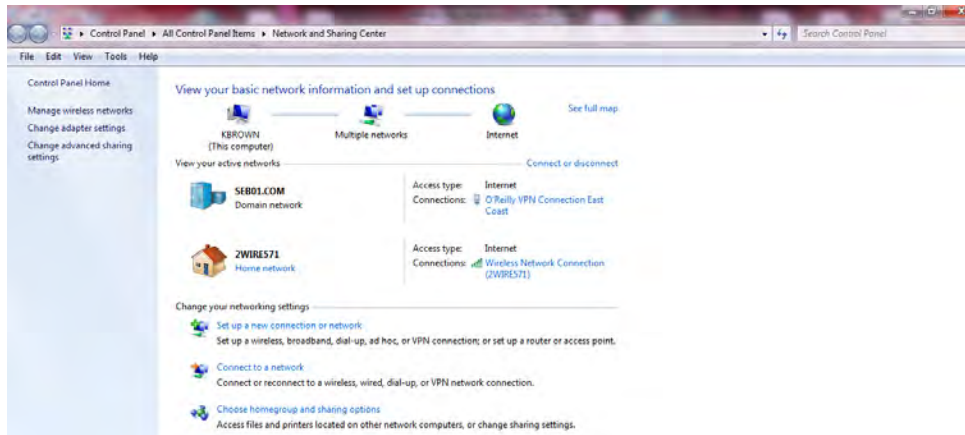 Control Panel ▸ All Control Panel Items ▸ Network and Sharing Center
Search Control Panel
File Edit View Tools Help
Control Panel Home
Manage wireless networks
Change adapter settings
Change advanced sharing
settings
View your basic network information and set up connections
See full map
KBROWN
(This computer)
Multiple networks
Internet
View your active networks
Connect or disconnect
SEB01.COM
Domain network
Access type: Internet
Connections: O'Reilly VPN Connection East
Coast
2WIRE571
Home network
Access type: Internet
Connections: Wireless Network Connection
(2WIRE571)
Change your networking settings
Set up a new connection or network
Set up a wireless, broadband, dial-up, ad hoc, or VPN connection; or set up a router or access point.
Connect to a network
Connect or reconnect to a wireless, wired, dial-up, or VPN network connection.
Choose homegroup and sharing options
Access files and printers located on other network computers, or change sharing settings.